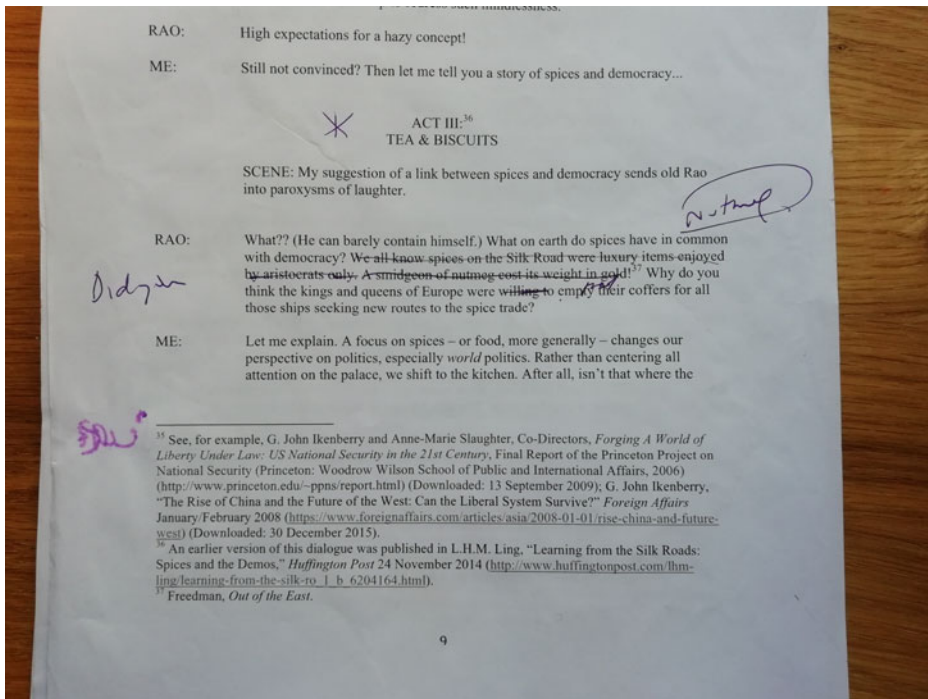 such mindlessness.
RAO: High expectations for a hazy concept!
ME: Still not convinced? Then let me tell you a story of spices and democracy...
ACT III:36
TEA & BISCUITS
SCENE: My suggestion of a link between spices and democracy sends old Rao
into paroxysms of laughter.
Nutmeg
RAO: What?? (He can barely contain himself.) What on earth do spices have in common
with democracy? We all know spices on the Silk Road were luxury items enjoyed
by aristocrats only. A smidgeon of nutmeg cost its weight in gold!37 Why do you
think the kings and queens of Europe were willing to empty their coffers for all
those ships seeking new routes to the spice trade?
ME: Let me explain. A focus on spices – or food, more generally – changes our
perspective on politics, especially world politics. Rather than centering all
attention on the palace, we shift to the kitchen. After all, isn't that where the
35 See, for example, G. John Ikenberry and Anne-Marie Slaughter, Co-Directors, Forging A World of
Liberty Under Law: US National Security in the 21st Century, Final Report of the Princeton Project on
National Security (Princeton: Woodrow Wilson School of Public and International Affairs, 2006)
(http://www.princeton.edu/~ppns/report.html) (Downloaded: 13 September 2009); G. John Ikenberry,
“The Rise of China and the Future of the West: Can the Liberal System Survive?” Foreign Affairs
January/February 2008 (https://www.foreignaffairs.com/articles/asia/2008-01-01/rise-china-and-future-
west) (Downloaded: 30 December 2015).
36 An earlier version of this dialogue was published in L.H.M. Ling, “Learning from the Silk Roads:
Spices and the Demos,” Huffington Post 24 November 2014 (http://www.huffingtonpost.com/lhm-
ling/learning-from-the-silk-ro_1_b_6204164.html).
37 Freedman, Out of the East.
9